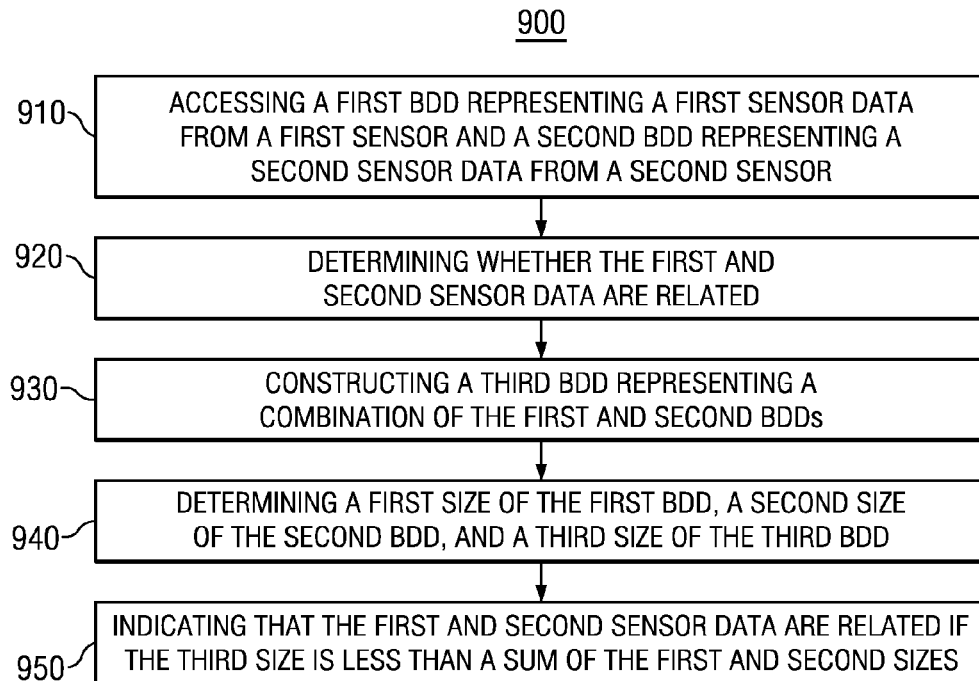 900
910
ACCESSING A FIRST BDD REPRESENTING A FIRST SENSOR DATA
FROM A FIRST SENSOR AND A SECOND BDD REPRESENTING A
SECOND SENSOR DATA FROM A SECOND SENSOR
920
DETERMINING WHETHER THE FIRST AND
SECOND SENSOR DATA ARE RELATED
930
CONSTRUCTING A THIRD BDD REPRESENTING A
COMBINATION OF THE FIRST AND SECOND BDDs
940
DETERMINING A FIRST SIZE OF THE FIRST BDD, A SECOND SIZE
OF THE SECOND BDD, AND A THIRD SIZE OF THE THIRD BDD
950
INDICATING THAT THE FIRST AND SECOND SENSOR DATA ARE RELATED IF
THE THIRD SIZE IS LESS THAN A SUM OF THE FIRST AND SECOND SIZES